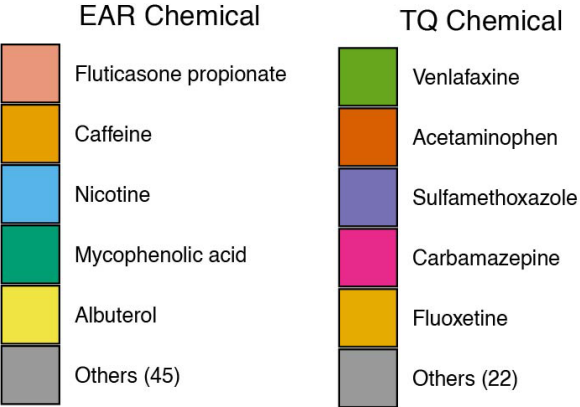 EAR Chemical
Fluticasone propionate
Caffeine
Nicotine
Mycophenolic acid
Albuterol
Others (45)
TQ Chemical
Venlafaxine
Acetaminophen
Sulfamethoxazole
Carbamazepine
Fluoxetine
Others (22)